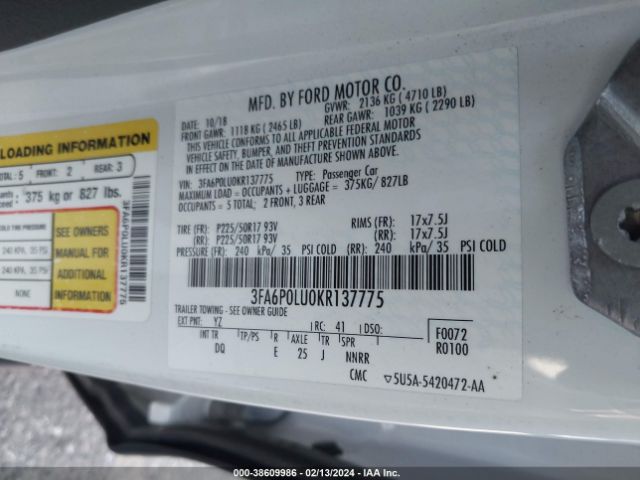 MFD. BY FORD MOTOR CO.
10/18
GVWR: 2136 KG ( 4710 LB)
FRONT GAWR: 1118 KG ( 2465 LB)
REAR GAWR: 1039 KG ( 2290 LB)
THIS VEHICLE CONFORMS TO ALL APPLICABLE FEDERAL MOTOR
VEHICLE SAFETY, BUMPER, AND THEFT PREVENTION STANDARDS
IN EFFECT ON THE DATE OF MANUFACTURE SHOWN ABOVE.
VIN: 3FA6P0LU0KR137775 TYPE: Passenger Car
MAXIMUM LOAD = OCCUPANTS + LUGGAGE = 375KG/ 827LB
OCCUPANTS = 5 TOTAL: 2 FRONT, 3 REAR
TIRE (FR): P225/50R17 93V RIMS (FR): 17x7.5J
(RR): P225/50R17 93V (RR): 17x7.5J
PRESSURE (FR): 240 kPa/ 35 PSI COLD (RR): 240 kPa/ 35 PSI COLD
3FA6P0LU0KR137775
TRAILER TOWING - SEE OWNER GUIDE
EXT PNT: YZ RC: 41 DSO:
F0072
R0100
INT TR TP/PS R AXLE TR SPR
DQ E 25 J NNRR
CMC 5U5A-5420472-AA
LOADING INFORMATION
5 FRONT: 2 REAR: 3
375 kg or 827 lbs.
COLD TIRE PRESSURE
SEE OWNERS
MANUAL FOR
ADDITIONAL
INFORMATION
240 KPA, 35 PSI
240 KPA, 35 PSI
NONE
3FA6P0LU0KR137775
000-38609986 - 02/13/2024 - IAA Inc.